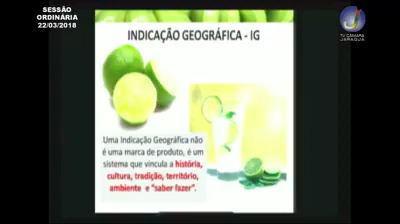 SESSÃO
ORDINÁRIA
22/03/2018
TV CÂMARA
JARAGUÁ
INDICAÇÃO GEOGRÁFICA - IG
Uma Indicação Geográfica não
é uma marca de produto, é um
sistema que vincula a história,
cultura, tradição, território,
ambiente e "saber fazer".